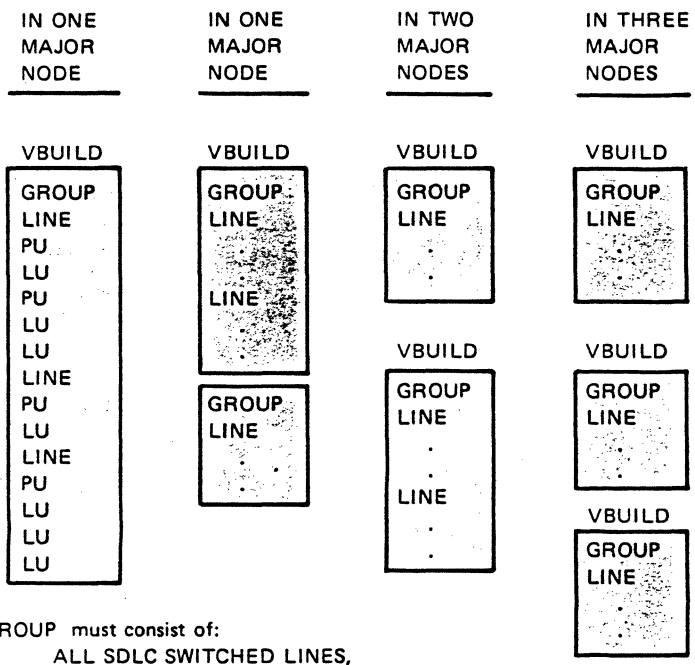 IN ONE
MAJOR
NODE
IN ONE
MAJOR
NODE
IN TWO
MAJOR
NODES
IN THREE
MAJOR
NODES
VBUILD
GROUP
LINE
PU
LU
PU
LU
LU
LINE
PU
LU
LINE
PU
LU
LU
LU
VBUILD
GROUP
LINE
.
.
LINE
.
.
GROUP
LINE
.
.
VBUILD
GROUP
LINE
.
.
VBUILD
GROUP
LINE
.
.
LINE
.
.
VBUILD
GROUP
LINE
.
.
VBUILD
GROUP
LINE
.
.
VBUILD
GROUP
LINE
.
.
ROUP must consist of:
ALL SDLC SWITCHED LINES,